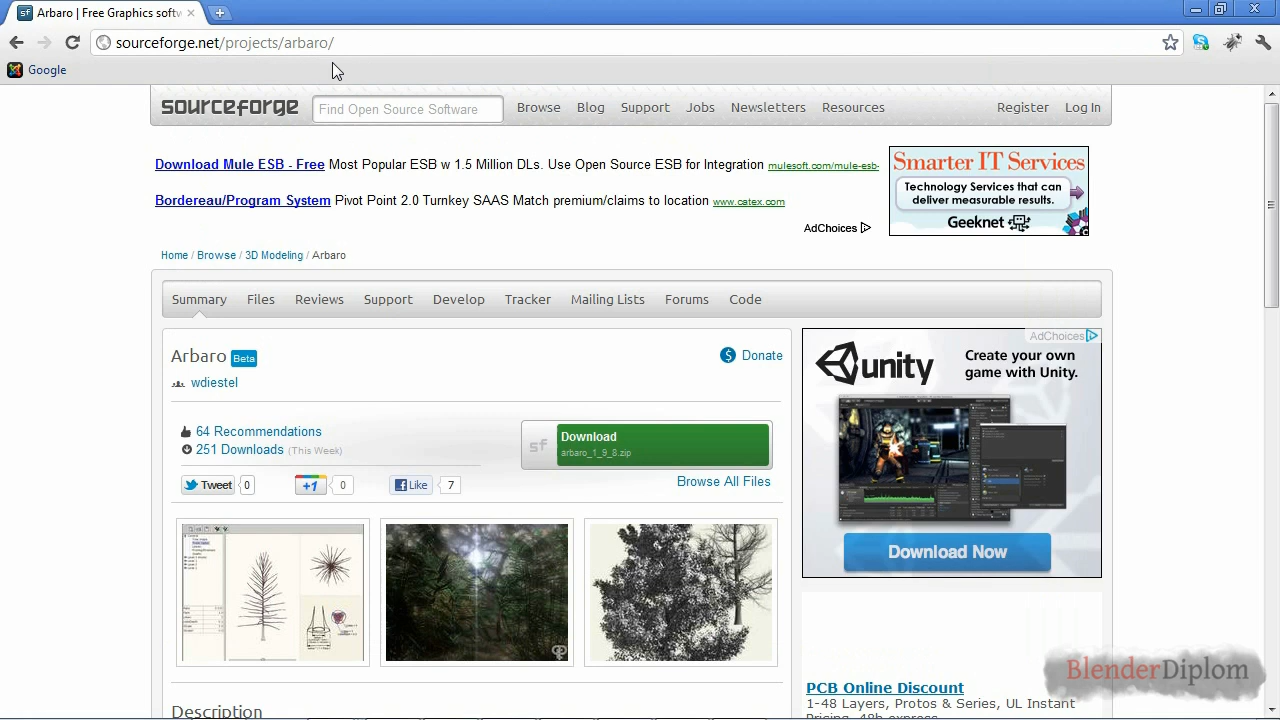 Arbaro | Free Graphics softw
sourceforge.net/projects/arbaro/
Google
sourceforge
Find Open Source Software
Browse
Blog
Support
Jobs
Newsletters
Resources
Register
Log In
Download Mule ESB - Free Most Popular ESB w 1.5 Million DLs. Use Open Source ESB for Integration mulesoft.com/mule-esb-
Bordereau/Program System Pivot Point 2.0 Turnkey SAAS Match premium/claims to location www.catex.com
AdChoices
Smarter IT Services
Technology Services that can
deliver measurable results.
Geeknet
Home / Browse / 3D Modeling / Arbaro
Summary
Files
Reviews
Support
Develop
Tracker
Mailing Lists
Forums
Code
Arbaro Beta
Donate
wdiestel
64 Recommendations
251 Downloads (This Week)
sf
Download
arbaro_1_9_8.zip
Browse All Files
Tweet 0
+1
Like 7
Description
AdChoices
unity
Create your own
game with Unity.
Download Now
PCB Online Discount
1-48 Layers, Protos & Series, UL Instant
Pricing, 48h express
BlenderDiplom